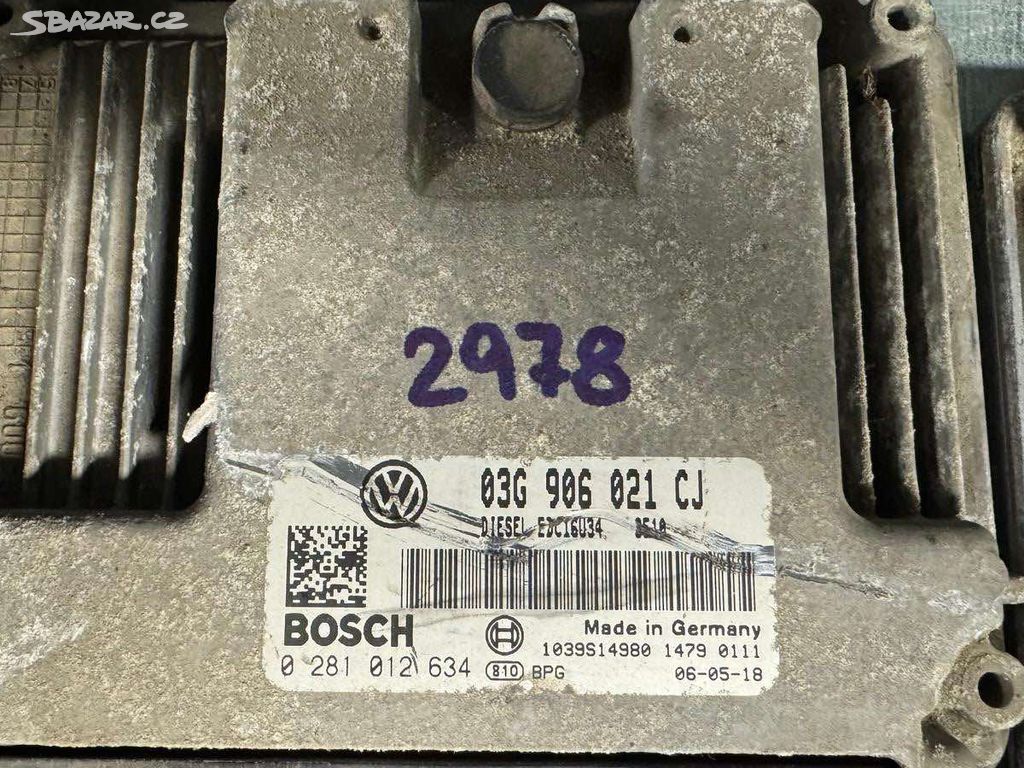 SBAZAR.CZ
2978
03G 906 021 CJ
DIESEL EDC16U34 3510
BOSCH
Made in Germany
1039S14980 1479 0111
0 281 012 634 810 BPG 06-05-18